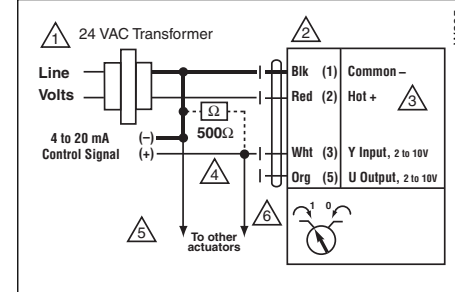 1 24 VAC Transformer 2
Line
Volts
Blk (1) Common –
Red (2) Hot + 3
Ω
500Ω
4 to 20 mA (–)
Control Signal (+)
Wht (3) Y Input, 2 to 10V
4
Org (5) U Output, 2 to 10V
5
6
To other
actuators
1 0